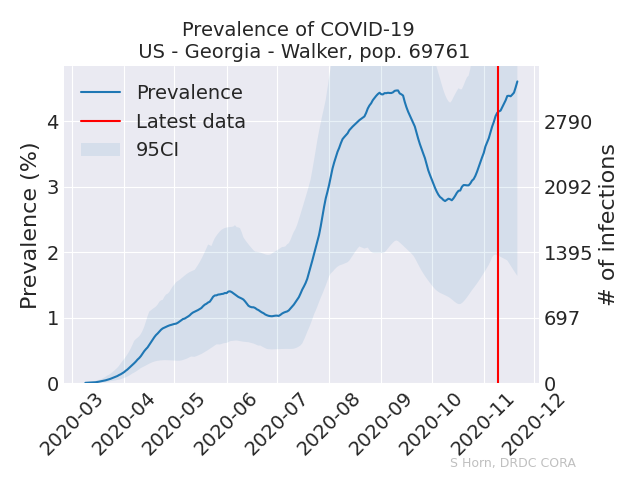 Prevalence of COVID-19
US - Georgia - Walker, pop. 69761
Prevalence
Latest data
95CI
Prevalence (%)
4
3
2
1
0
2790
2092
1395
697
0
# of infections
2020-03
2020-04
2020-05
2020-06
2020-07
2020-08
2020-09
2020-10
2020-11
2020-12
S Horn, DRDC CORA